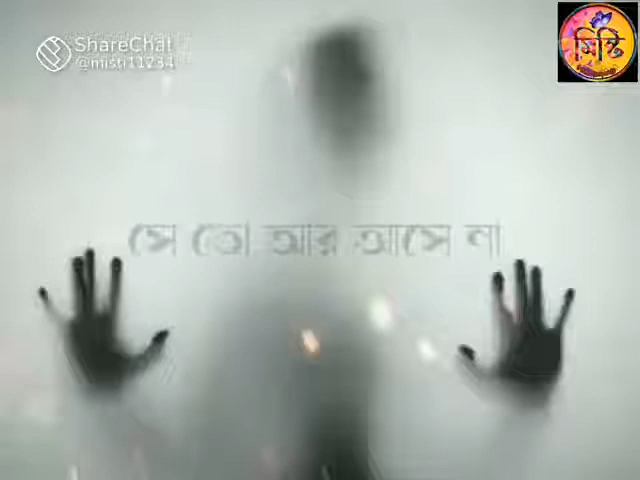 ShareChat
@misti11234
মিষ্টি
সে তো আর আসে না